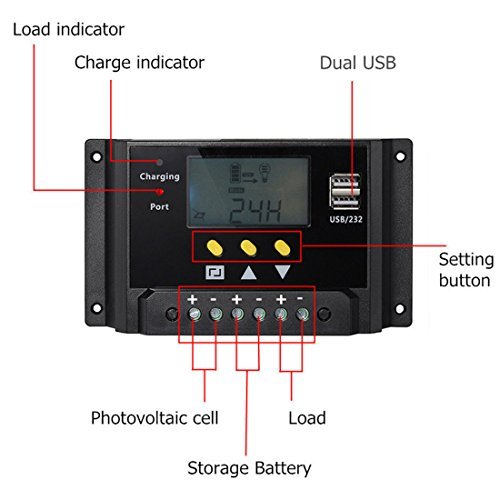 Load indicator
Charge indicator
Dual USB
Charging
Port
24H
USB/232
Setting
button
+ - + - + -
Photovoltaic cell
Load
Storage Battery